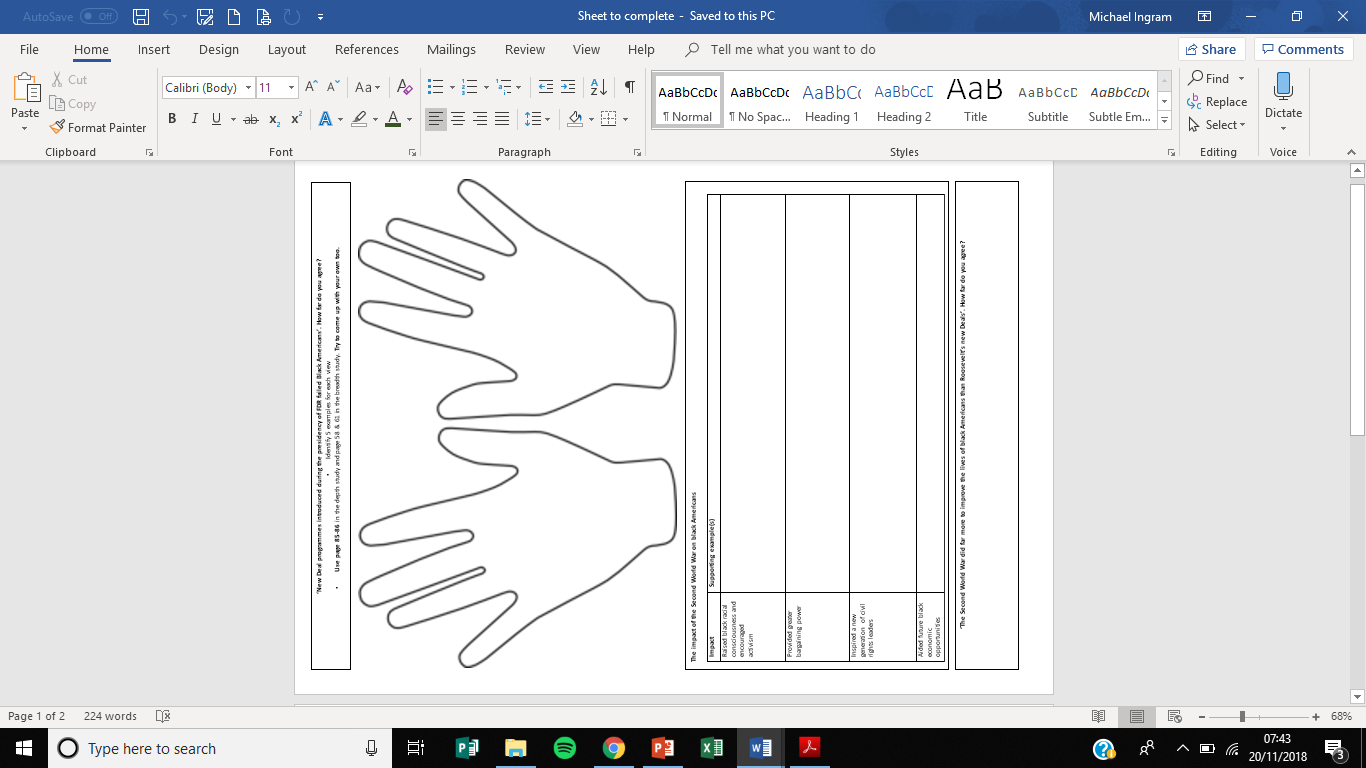 AutoSave Off
Sheet to complete - Saved to this PC
Michael Ingram
File Home Insert Design Layout References Mailings Review View Help Tell me what you want to do
Share Comments
Paste
Cut
Copy
Format Painter
Clipboard
Calibri (Body) 11
Aa
B I U ab x₂ x² A A
Font
Paragraph
AaBbCcDc AaBbCcDc AaBbCc AaBbCcD AaB AaBbCcD AaBbCcDc
¶ Normal ¶ No Spac... Heading 1 Heading 2 Title Subtitle Subtle Em...
Styles
Find
Replace
Select
Editing
Dictate
Voice
'New Deal programmes introduced during the presidency of FDR failed Black Americans'. How far do you agree?
• Identify 5 examples for each view
• Use page 85-86 in the depth study and page 58 & 61 in the breadth study. Try to come up with your own too.
The impact of the Second World War on black Americans
Impact Supporting example(s)
Raised black racial
consciousness and
encouraged
activism
Provided greater
bargaining power
Inspired a new
generation of civil
rights leaders
Aided future black
economic
opportunities
'The Second World War did far more to improve the lives of black Americans than Roosevelt's new Deals'. How far do you agree?
Page 1 of 2 224 words
68%
Type here to search
07:43
20/11/2018
3